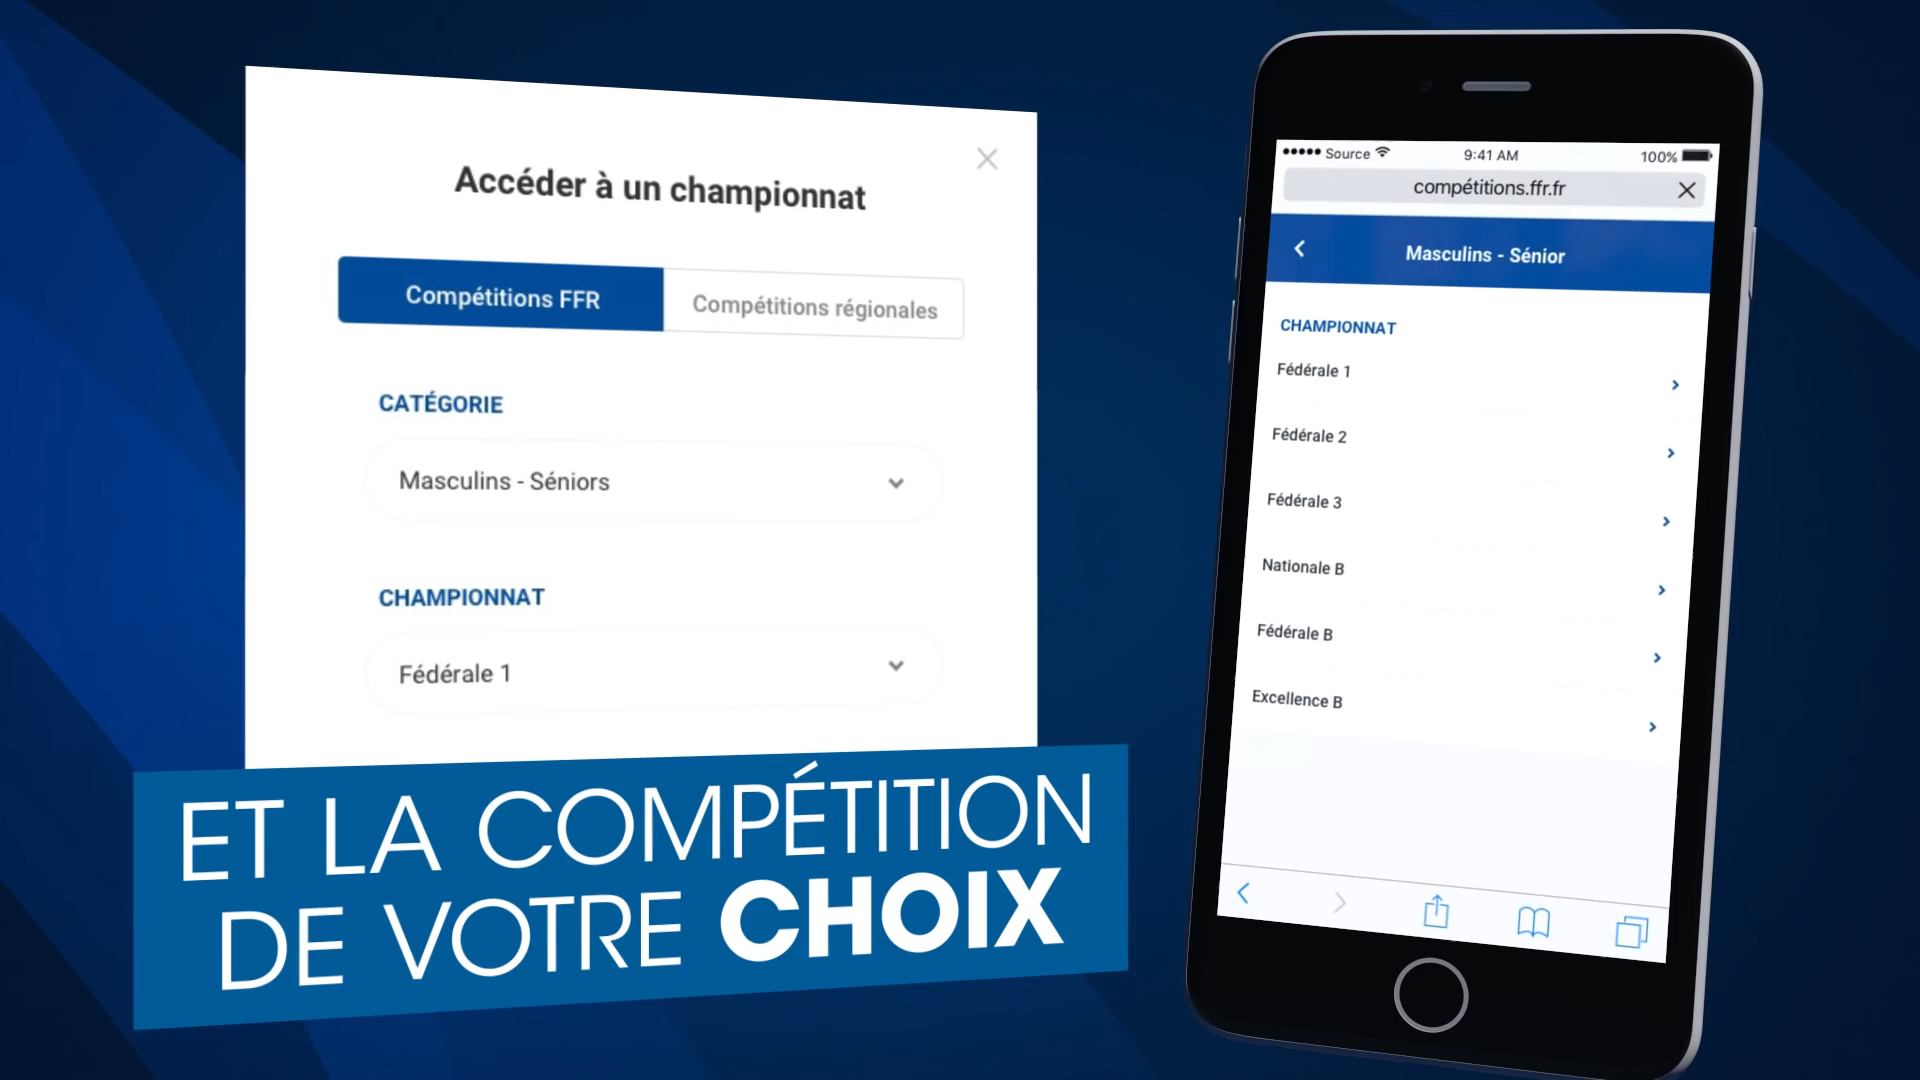 Accéder à un championnat
Compétitions FFR
Compétitions régionales
CATÉGORIE
Masculins - Séniors
CHAMPIONNAT
Fédérale 1
ET LA COMPÉTITION
DE VOTRE CHOIX
Source
9:41 AM
100%
compétitions.ffr.fr
Masculins - Sénior
CHAMPIONNAT
Fédérale 1
Fédérale 2
Fédérale 3
Nationale B
Fédérale B
Excellence B